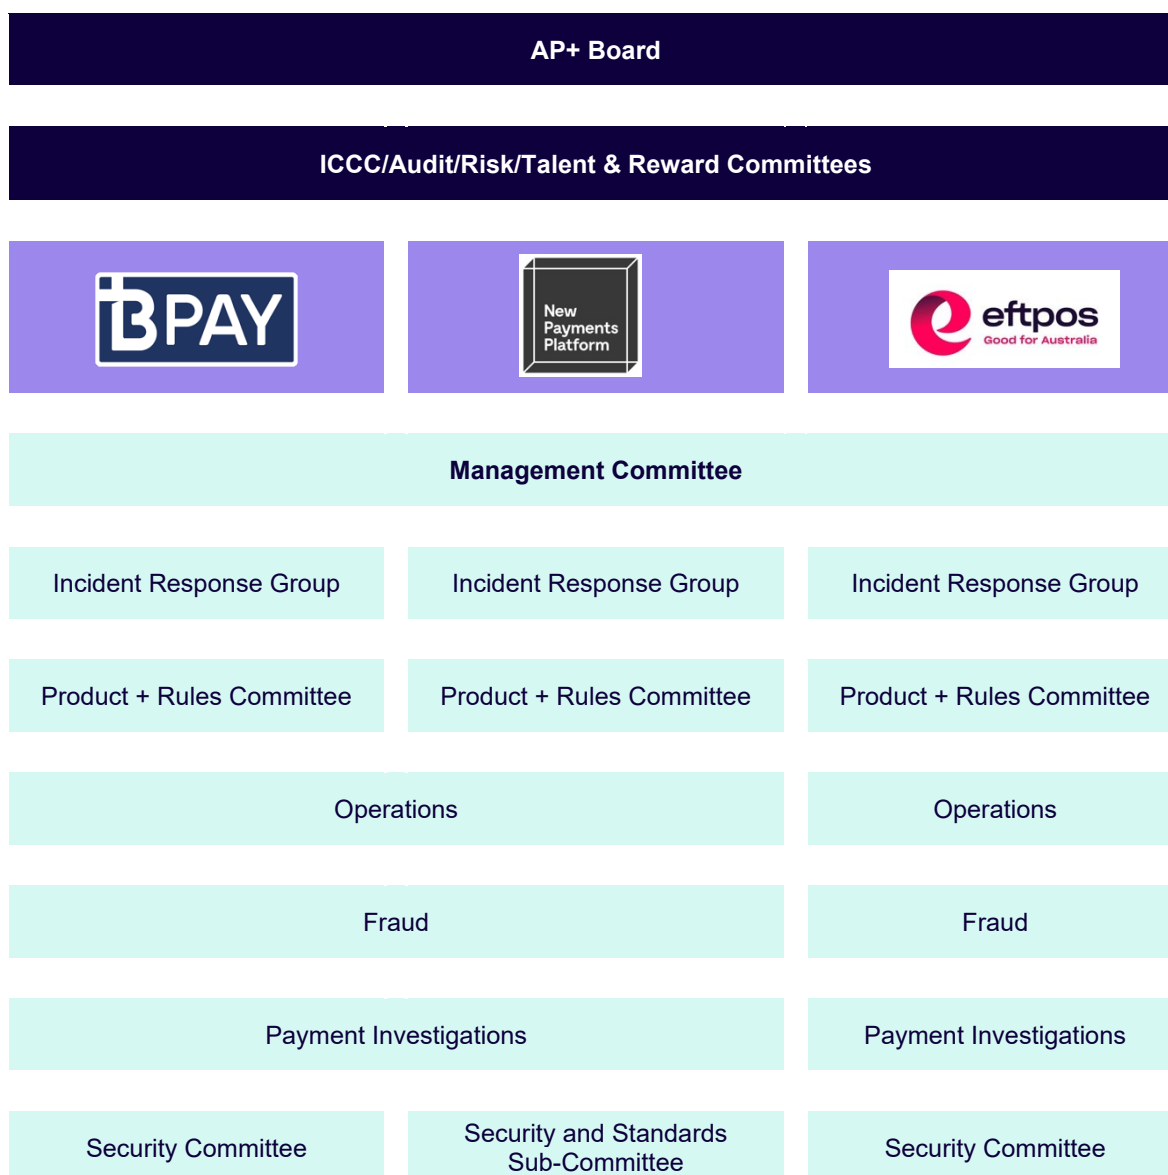 AP+ Board
ICCC/Audit/Risk/Talent & Reward Committees
BPAY
New
Payments
Platform
eftpos
Good for Australia
Management Committee
Incident Response Group
Incident Response Group
Incident Response Group
Product + Rules Committee
Product + Rules Committee
Product + Rules Committee
Operations
Operations
Fraud
Fraud
Payment Investigations
Payment Investigations
Security Committee
Security and Standards
Sub-Committee
Security Committee